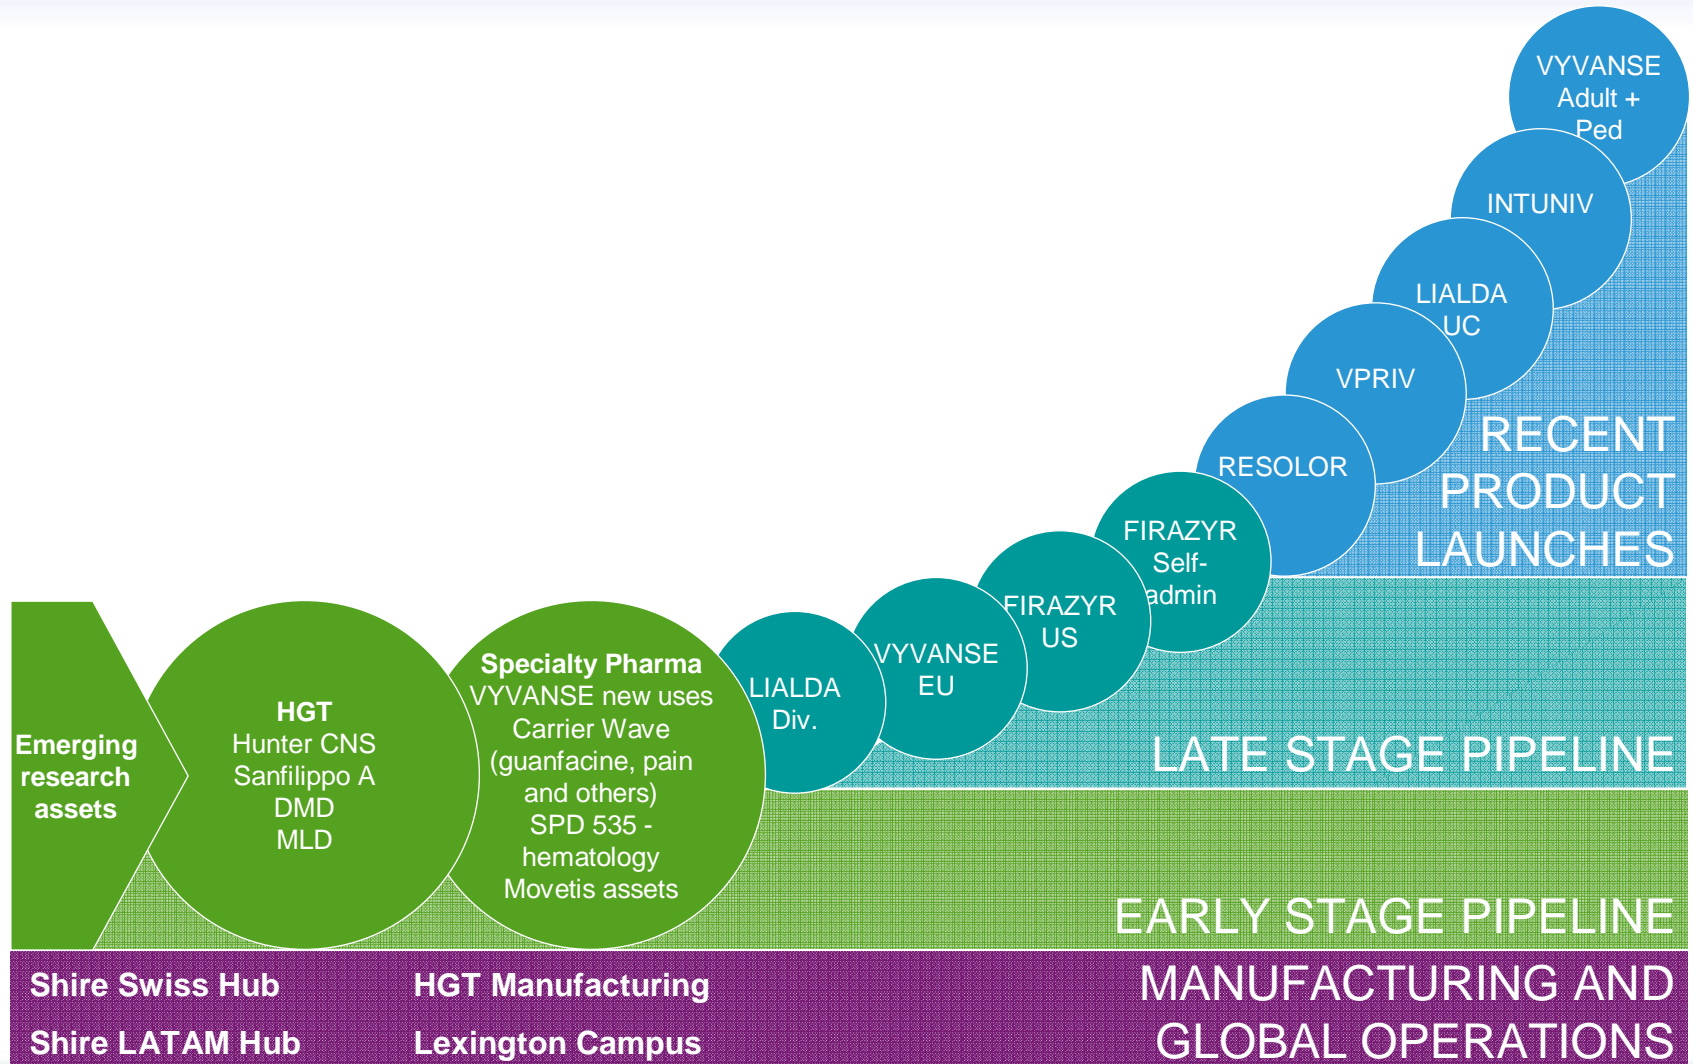 VYVANSE
Adult +
Ped
INTUNIV
LIALDA
UC
VPRIV
RESOLOR
FIRAZYR
Self-
admin
FIRAZYR
US
VYVANSE
EU
LIALDA
Div.
RECENT
PRODUCT
LAUNCHES
LATE STAGE PIPELINE
Emerging
research
assets
HGT
Hunter CNS
Sanfilippo A
DMD
MLD
Specialty Pharma
VYVANSE new uses
Carrier Wave
(guanfacine, pain
and others)
SPD 535 -
hematology
Movetis assets
EARLY STAGE PIPELINE
Shire Swiss Hub
Shire LATAM Hub
HGT Manufacturing
Lexington Campus
MANUFACTURING AND
GLOBAL OPERATIONS